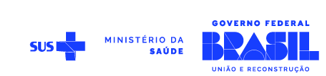 SUS
MINISTÉRIO DA
SAÚDE
GOVERNO FEDERAL
BRASIL
UNIÃO E RECONSTRUÇÃO